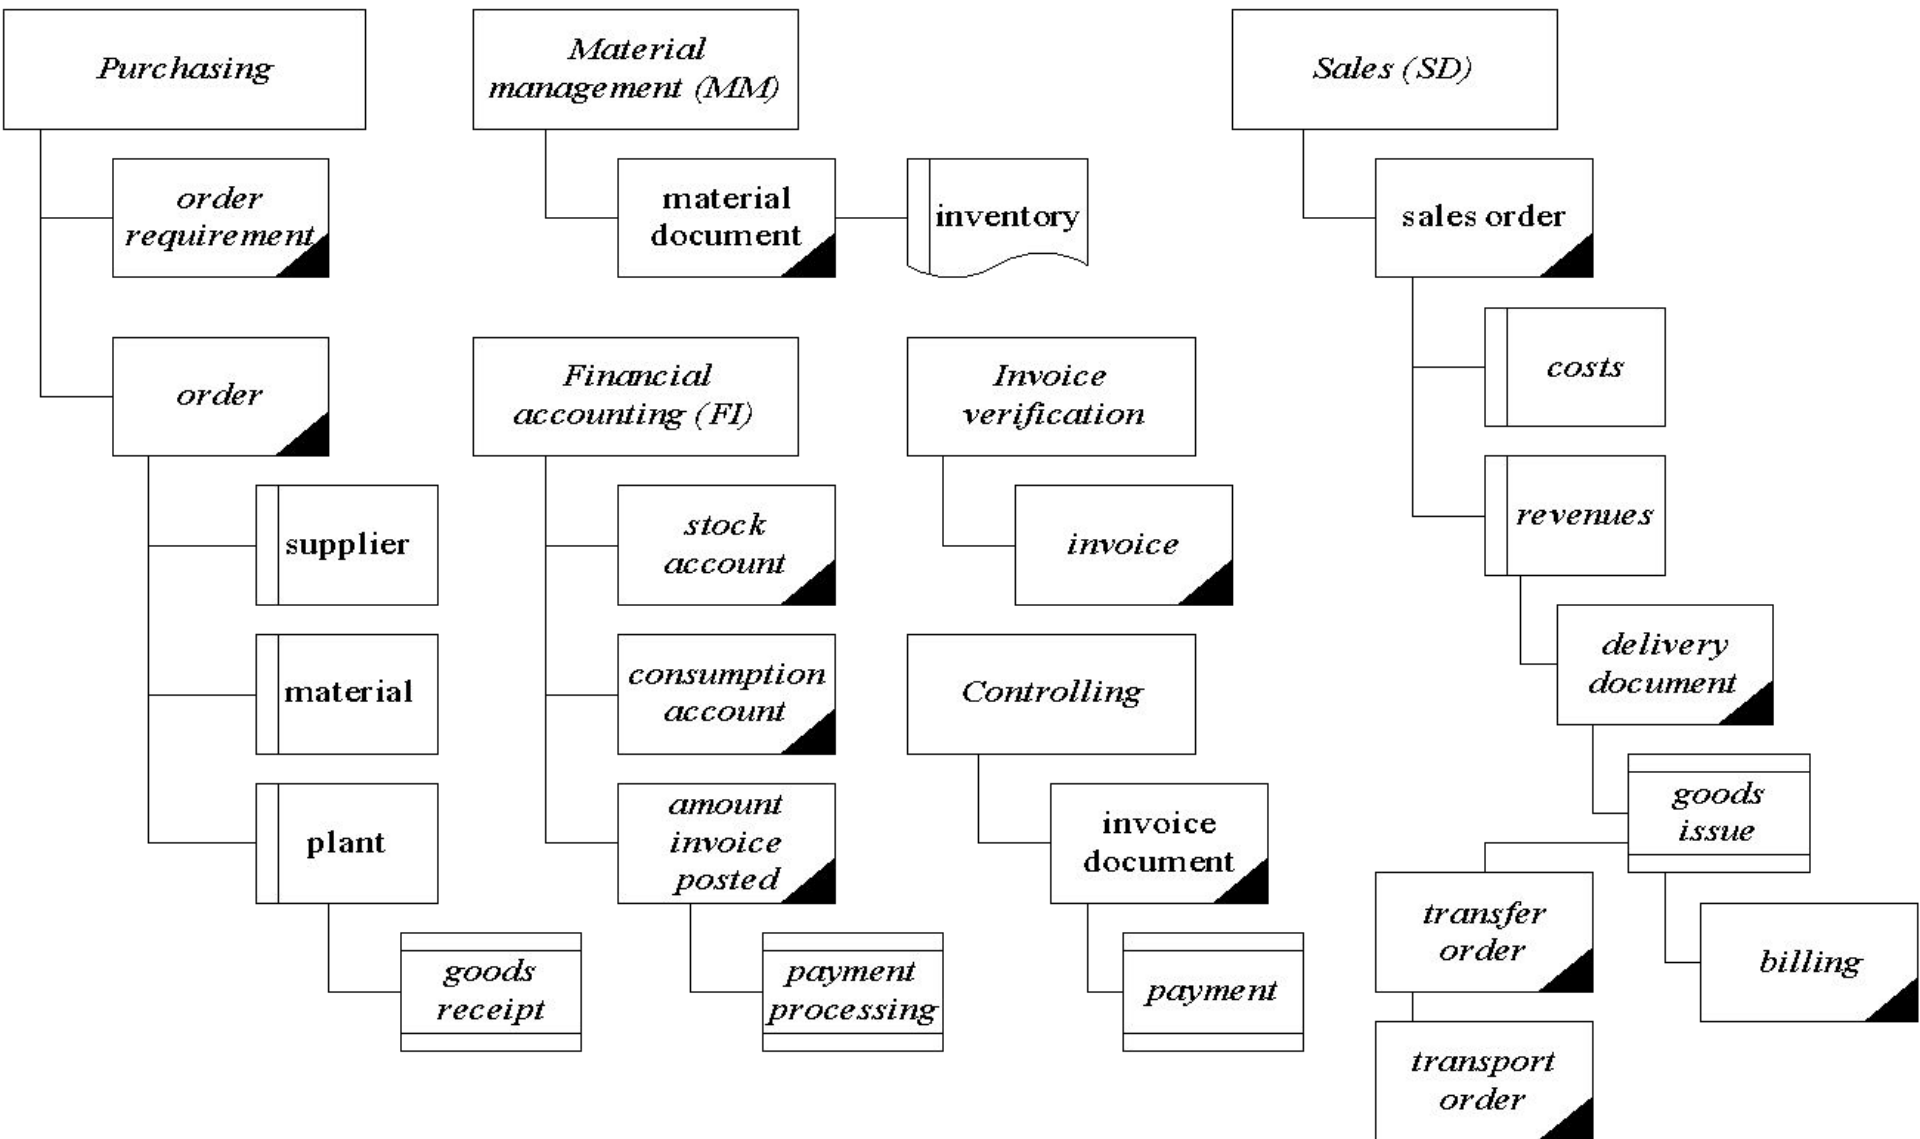 Purchasing
order
requirement
order
supplier
material
plant
goods
receipt
Material
management (MM)
material
document
inventory
Financial
accounting (FI)
stock
account
consumption
account
amount
invoice
posted
payment
processing
Invoice
verification
invoice
Controlling
invoice
document
payment
Sales (SD)
sales order
costs
revenues
delivery
document
goods
issue
transfer
order
transport
order
billing